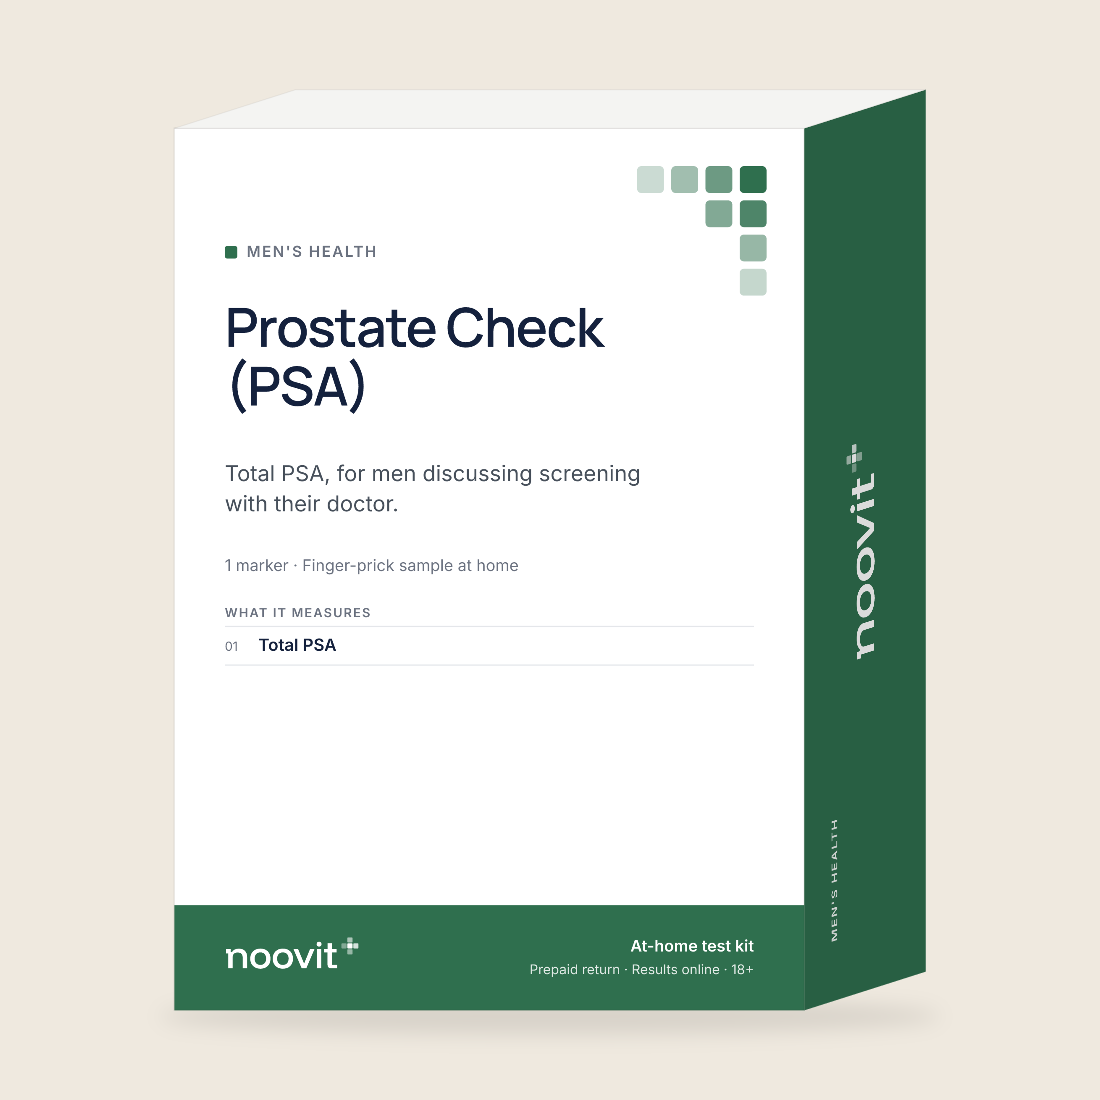 MEN'S HEALTH
Prostate Check
(PSA)
Total PSA, for men discussing screening
with their doctor.
1 marker · Finger-prick sample at home
WHAT IT MEASURES
01 Total PSA
noovit
At-home test kit
Prepaid return · Results online · 18+
noovit
MEN'S HEALTH